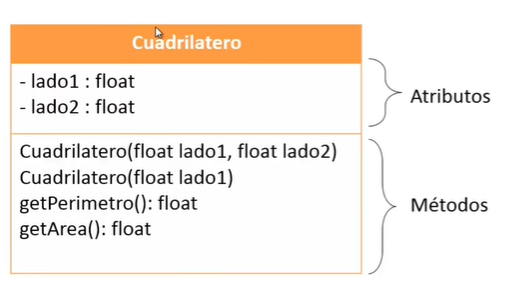 Cuadrilatero
- lado1 : float
- lado2 : float
Atributos
Cuadrilatero(float lado1, float lado2)
Cuadrilatero(float lado1)
getPerimetro(): float
getArea(): float
Métodos